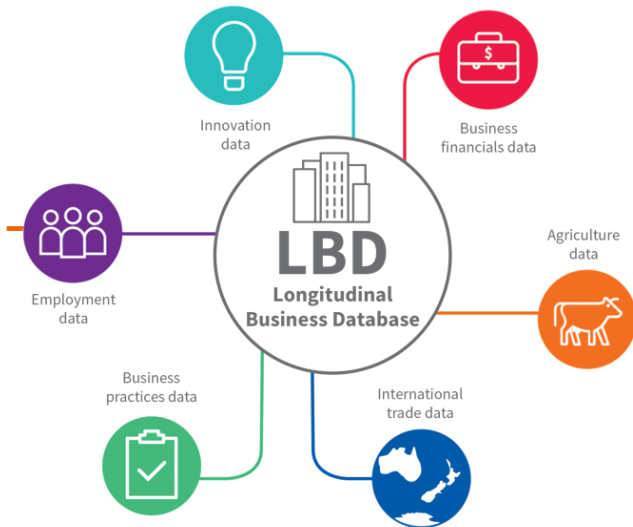 Innovation
data
$
Business
financials data
LBD
Longitudinal
Business Database
Agriculture
data
Employment
data
Business
practices data
International
trade data